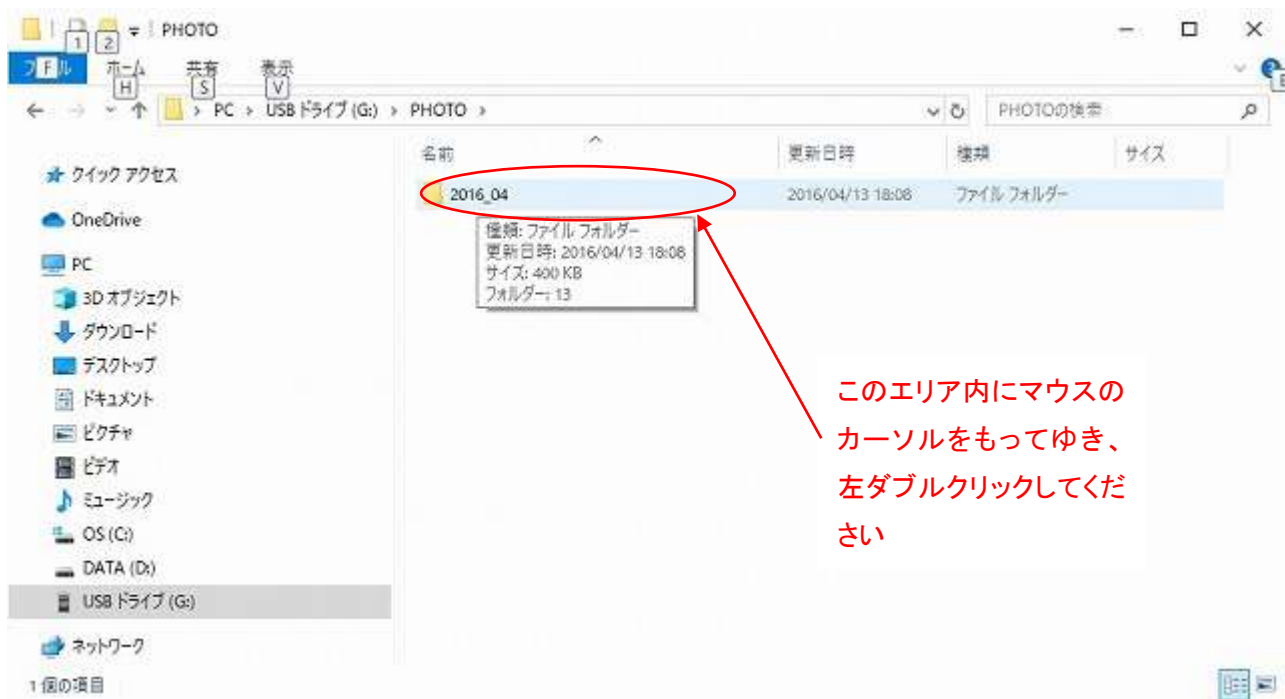 1 2 PHOTO
フ F ル ホーム 共有 表示
H S V E
PC › USB ドライブ (G:) › PHOTO › PHOTOの検索
名前 更新日時 種類 サイズ
クイック アクセス
2016_04 2016/04/13 18:08 ファイル フォルダー
OneDrive
種類: ファイル フォルダー
更新日時: 2016/04/13 18:08
サイズ: 400 KB
フォルダー: 13
PC
3D オブジェクト
ダウンロード
デスクトップ
ドキュメント
ピクチャ
ビデオ
ミュージック
OS (C:)
DATA (D:)
USB ドライブ (G:)
ネットワーク
このエリア内にマウスの
カーソルをもってゆき、
左ダブルクリックしてくだ
さい
1 個の項目